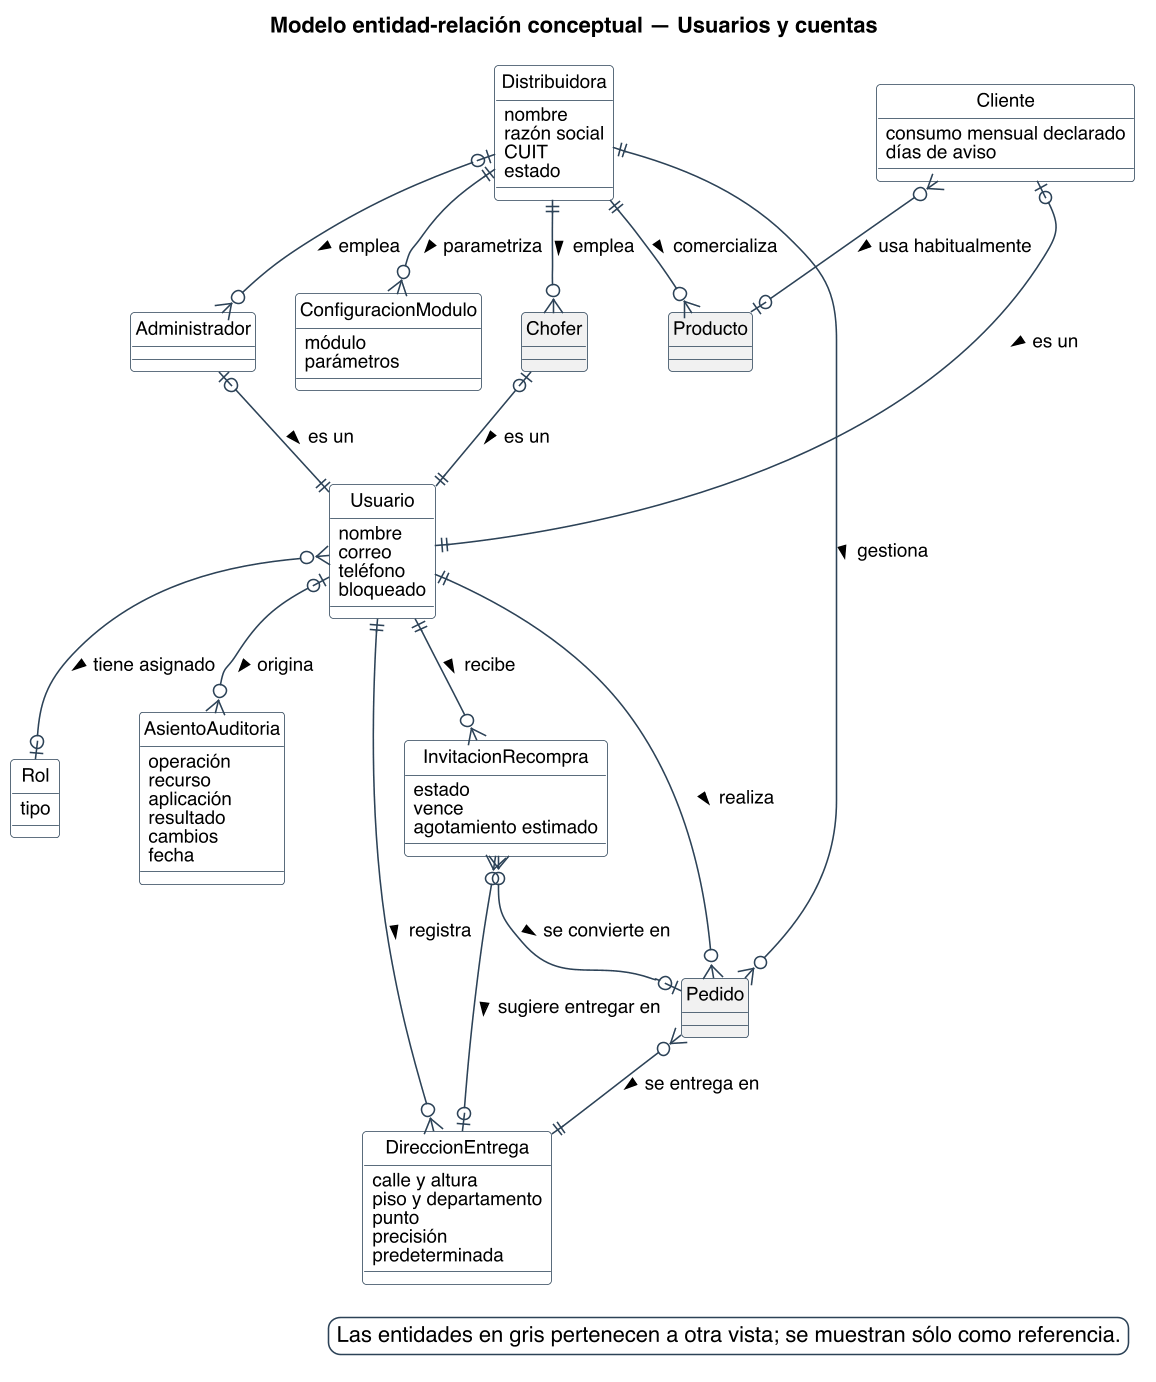 Modelo entidad-relación conceptual — Usuarios y cuentas
Distribuidora
nombre
razón social
CUIT
estado
Cliente
consumo mensual declarado
días de aviso
emplea
parametriza
emplea
comercializa
usa habitualmente
Administrador
ConfiguracionModulo
módulo
parámetros
Chofer
Producto
es un
es un
es un
Usuario
nombre
correo
teléfono
bloqueado
gestiona
tiene asignado
origina
recibe
Rol
tipo
AsientoAuditoria
operación
recurso
aplicación
resultado
cambios
fecha
InvitacionRecompra
estado
vence
agotamiento estimado
realiza
registra
se convierte en
sugiere entregar en
Pedido
se entrega en
DireccionEntrega
calle y altura
piso y departamento
punto
precisión
predeterminada
Las entidades en gris pertenecen a otra vista; se muestran sólo como referencia.